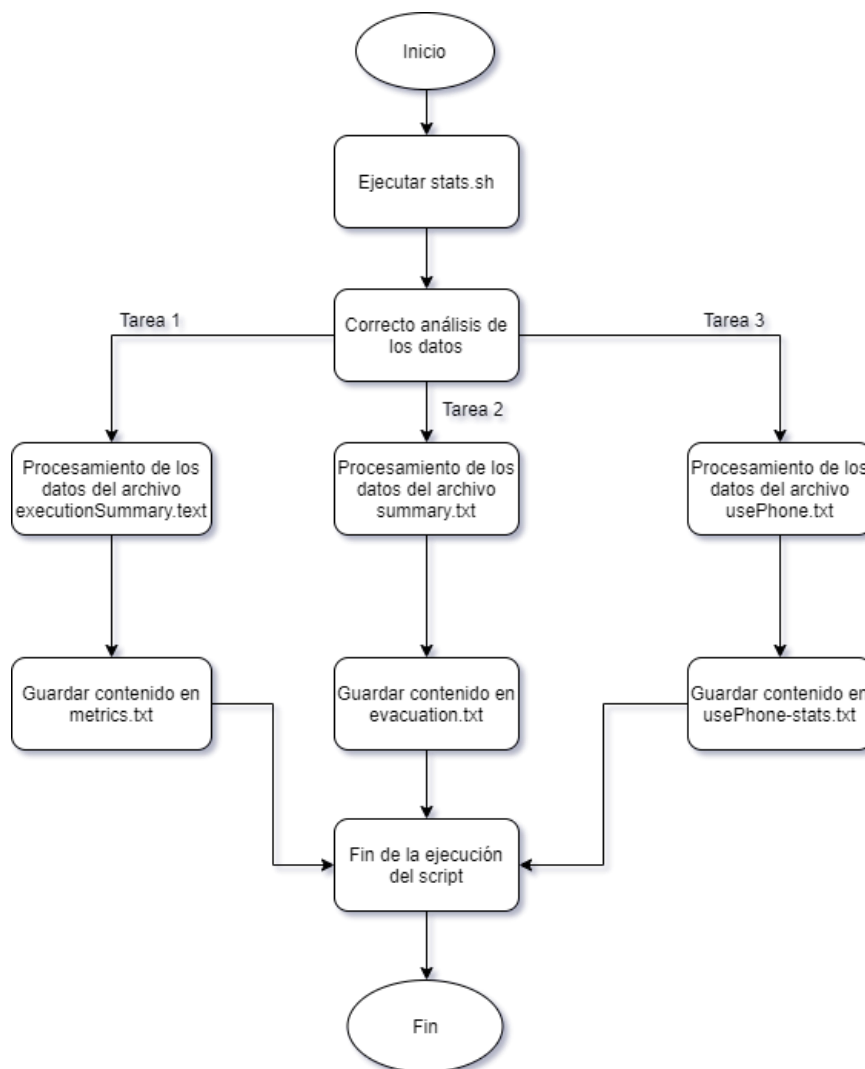 Inicio
Ejecutar stats.sh
Correcto análisis de
los datos
Tarea 1
Tarea 2
Tarea 3
Procesamiento de los
datos del archivo
executionSummary.text
Procesamiento de los
datos del archivo
summary.txt
Procesamiento de los
datos del archivo
usePhone.txt
Guardar contenido en
metrics.txt
Guardar contenido en
evacuation.txt
Guardar contenido en
usePhone-stats.txt
Fin de la ejecución
del script
Fin